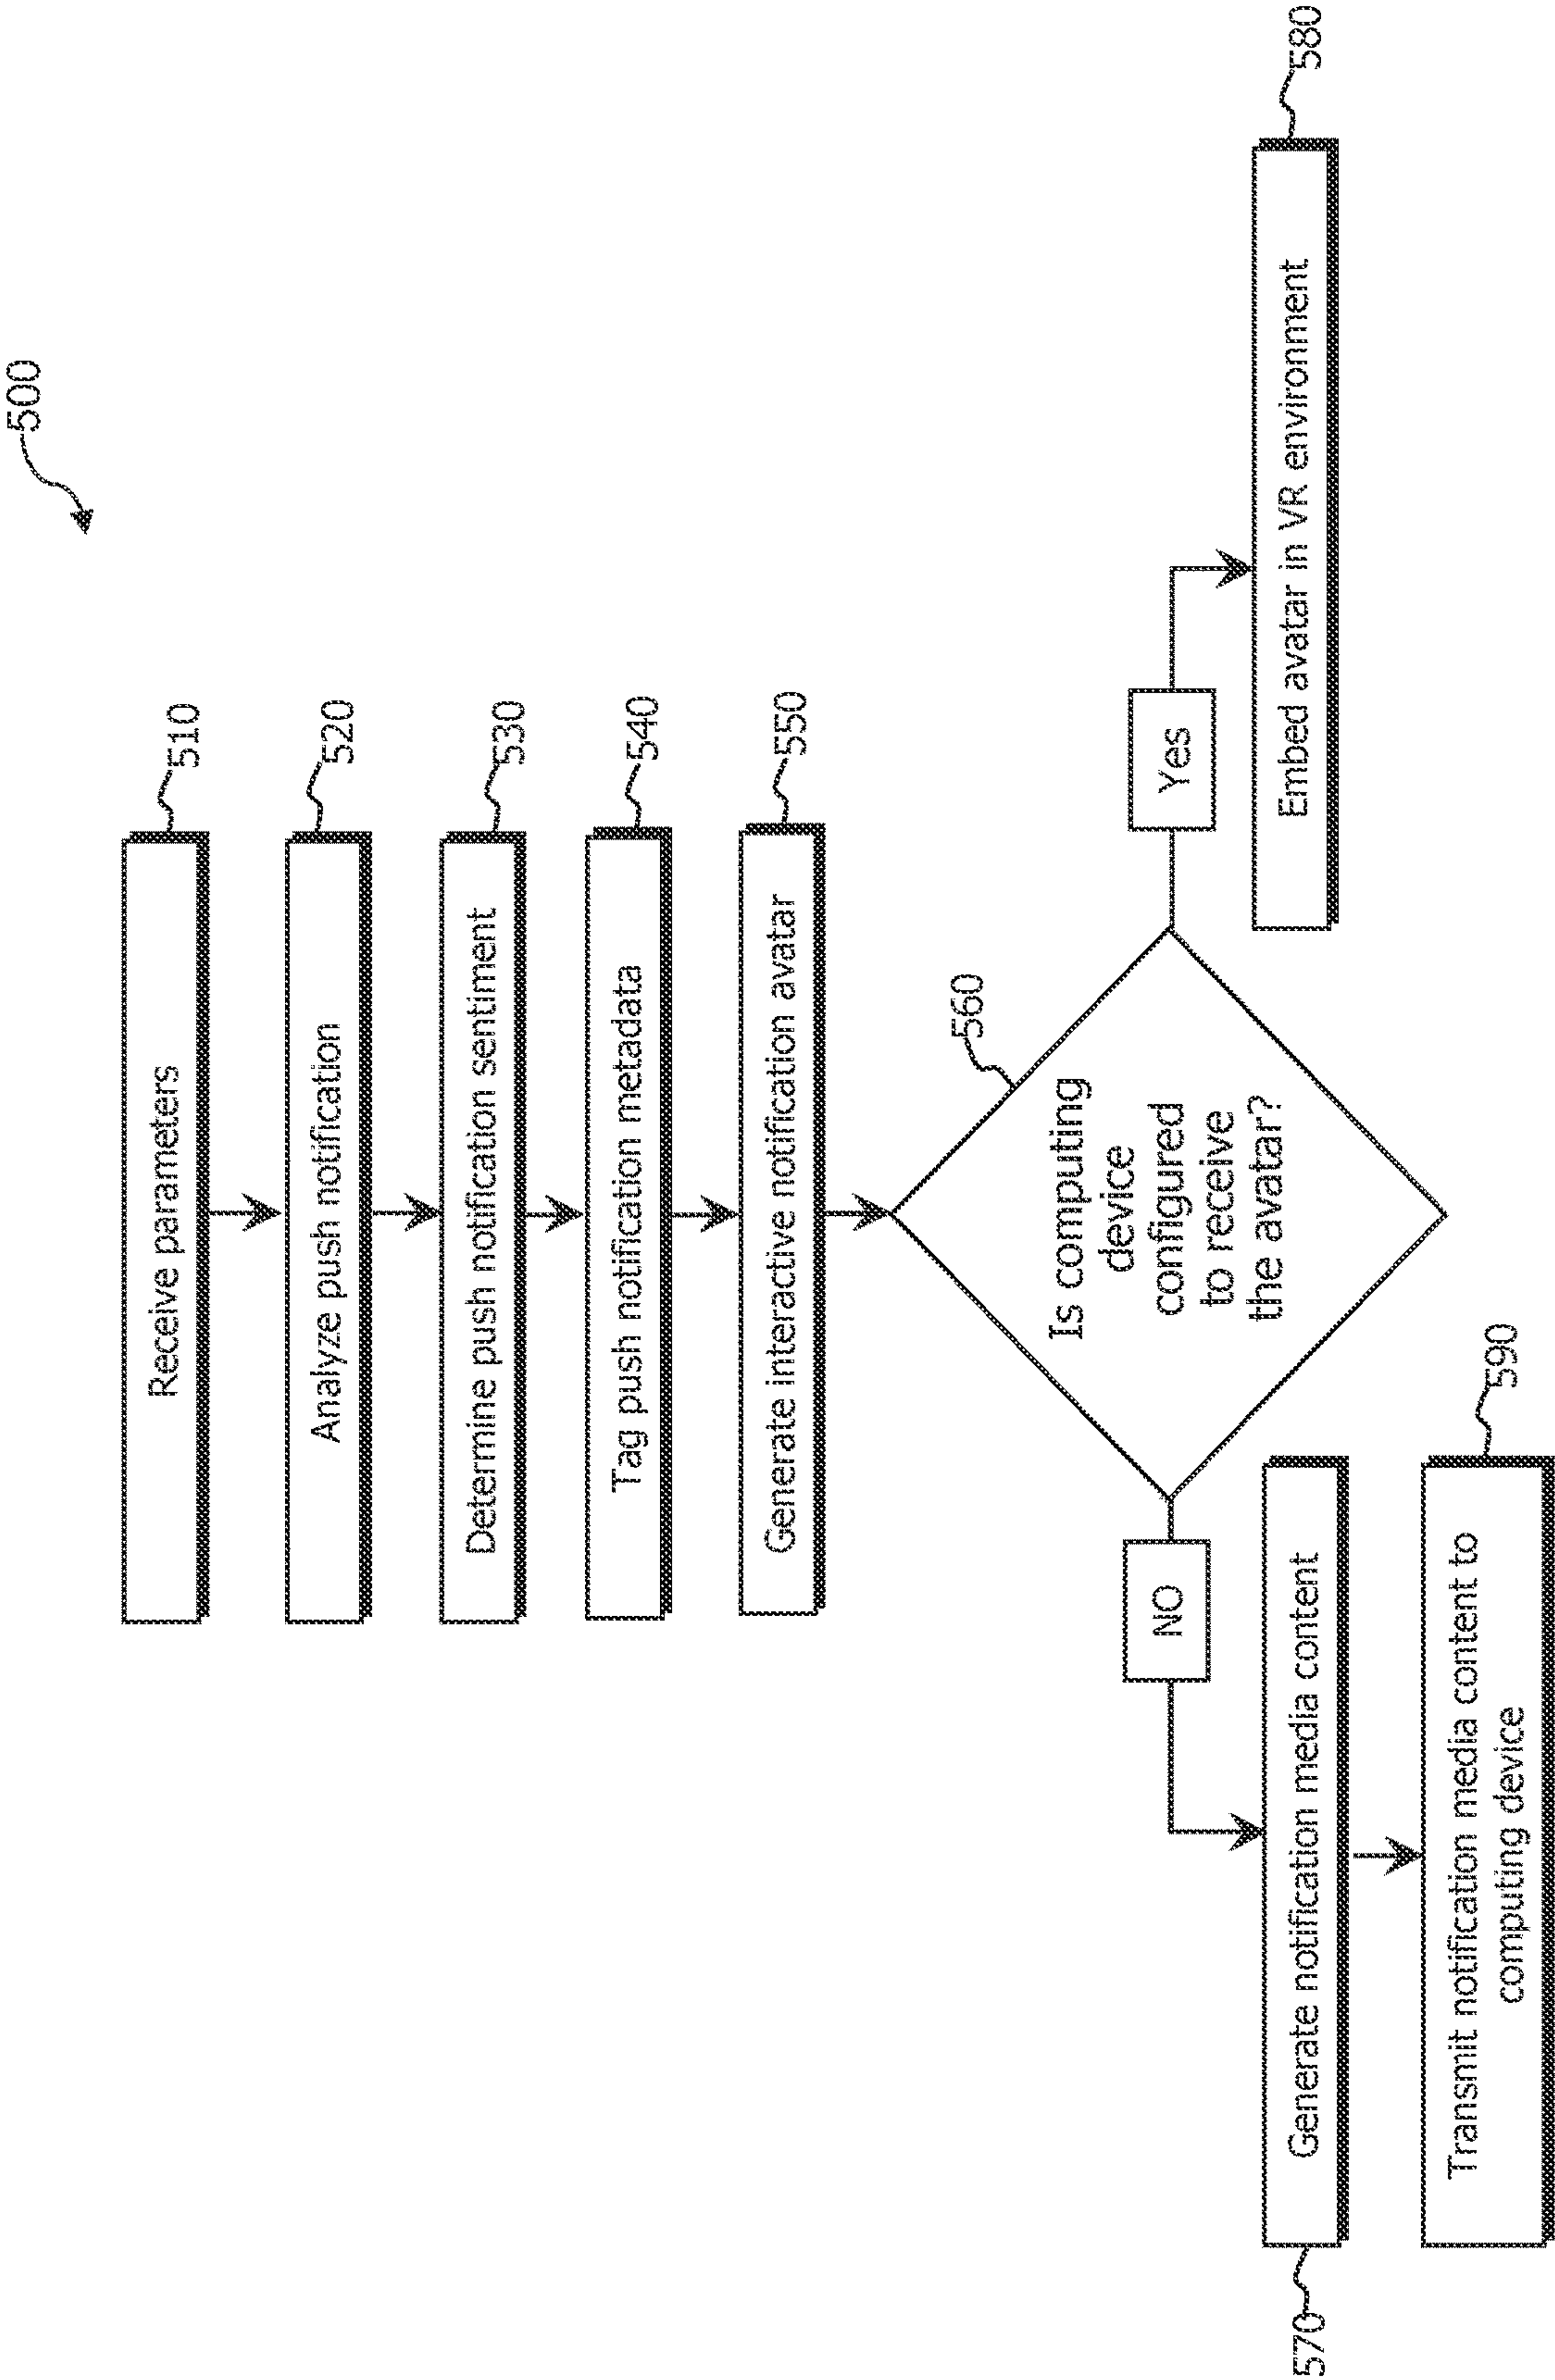 500
Receive parameters
510
Analyze push notification
520
Determine push notification sentiment
530
Tag push notification metadata
540
Generate interactive notification avatar
550
560
Is computing
device
configured
to receive
the avatar?
NO
Yes
570
Generate notification media content
Embed avatar in VR environment
580
Transmit notification media content to
computing device
590